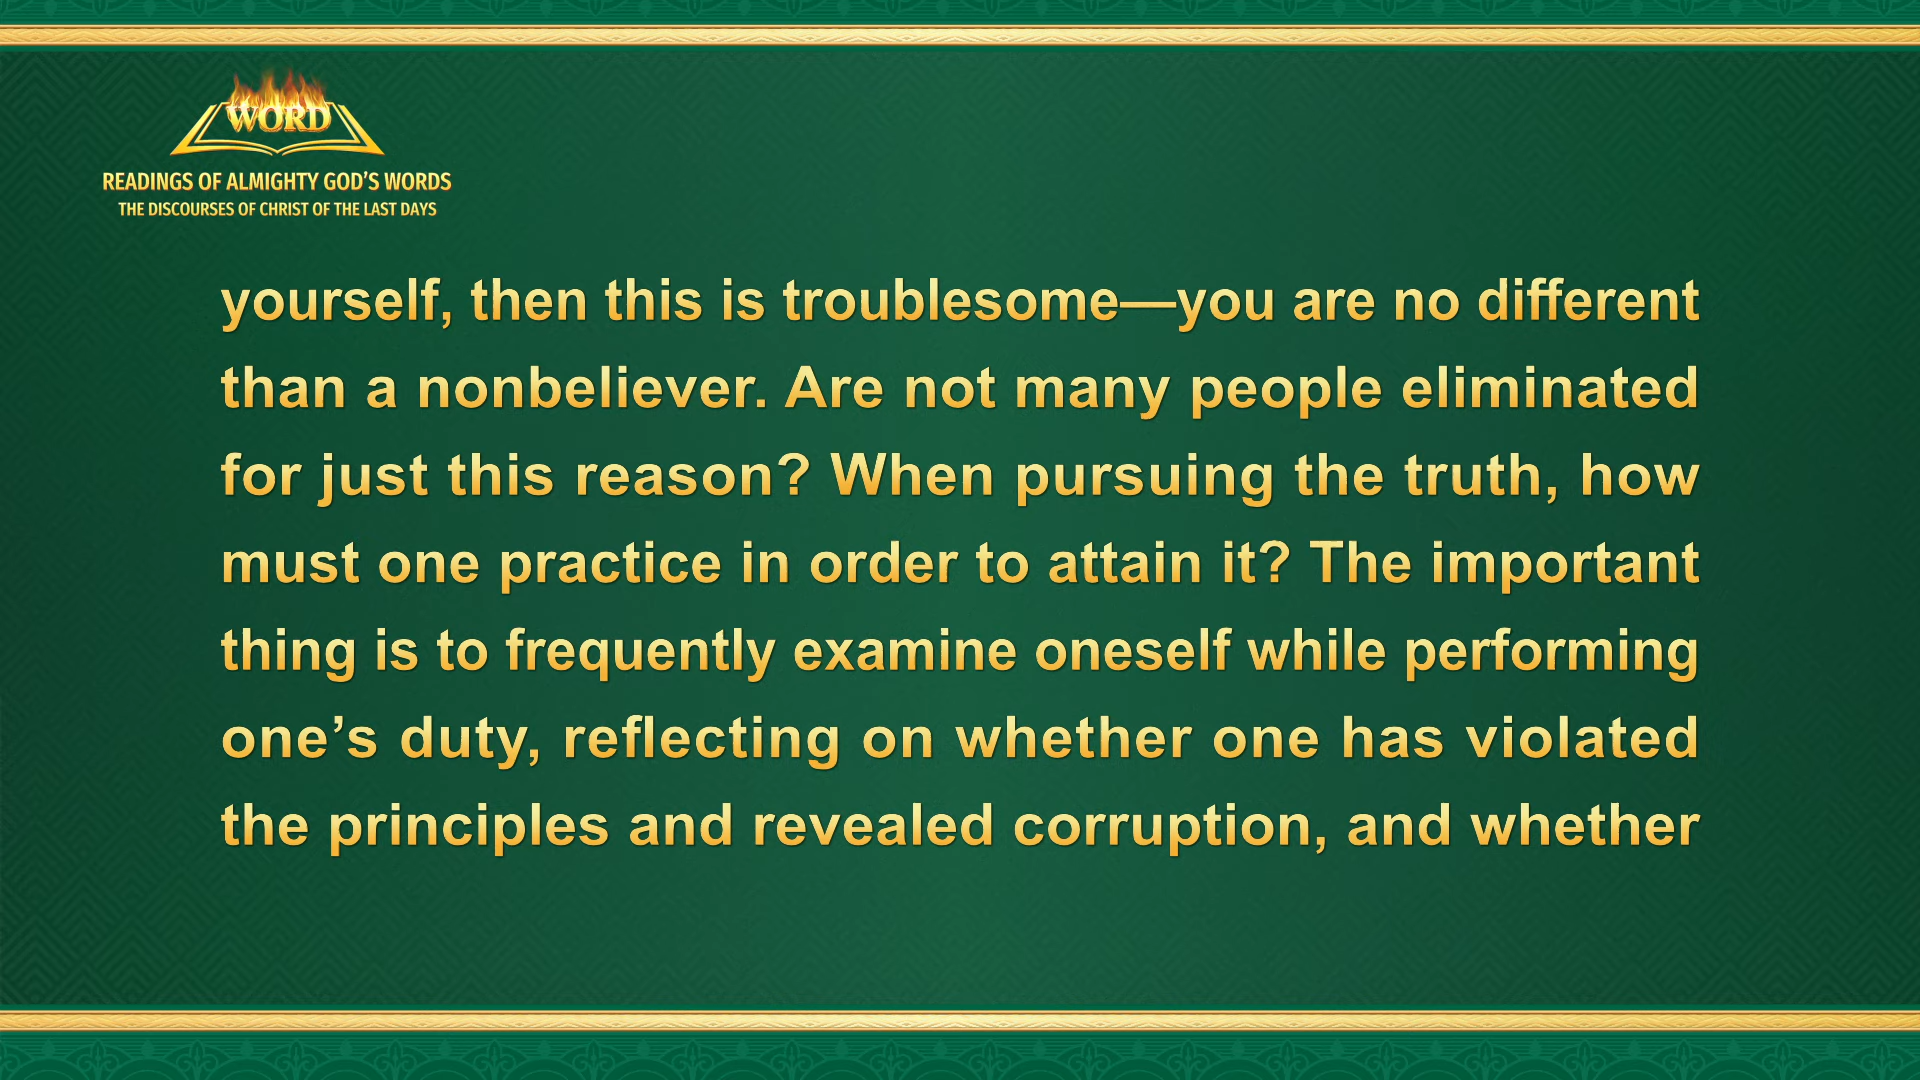 WORD
READINGS OF ALMIGHTY GOD’S WORDS
THE DISCOURSES OF CHRIST OF THE LAST DAYS
yourself, then this is troublesome—you are no different
than a nonbeliever. Are not many people eliminated
for just this reason? When pursuing the truth, how
must one practice in order to attain it? The important
thing is to frequently examine oneself while performing
one’s duty, reflecting on whether one has violated
the principles and revealed corruption, and whether